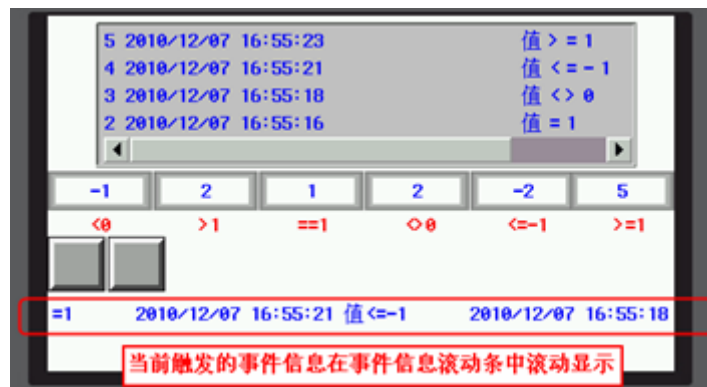 5 2010/12/07 16:55:23 值>=1
4 2010/12/07 16:55:21 值<=-1
3 2010/12/07 16:55:18 值<>0
2 2010/12/07 16:55:16 值=1
-1 2 1 2 -2 5
<0 >1 ==1 <>0 <=-1 >=1
=1 2010/12/07 16:55:21 值<=-1 2010/12/07 16:55:18
当前触发的事件信息在事件信息滚动条中滚动显示